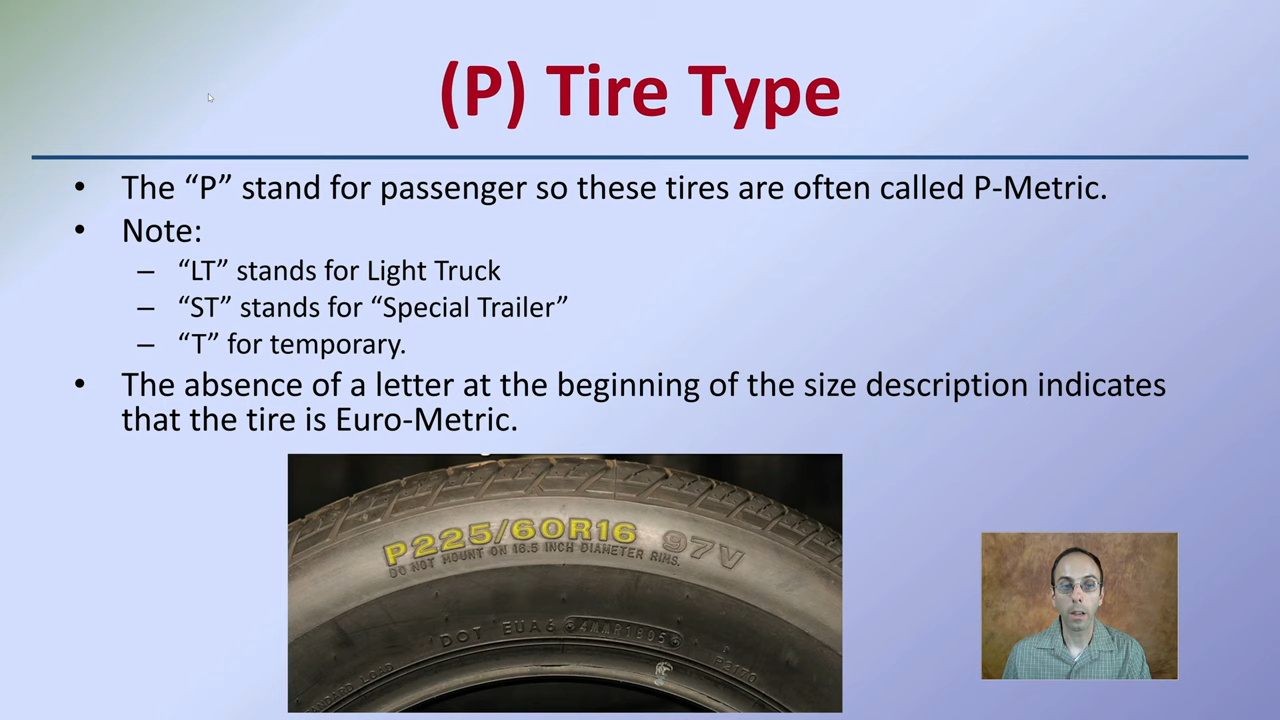 (P) Tire Type
• The “P” stand for passenger so these tires are often called P-Metric.
• Note:
– “LT” stands for Light Truck
– “ST” stands for “Special Trailer”
– “T” for temporary.
• The absence of a letter at the beginning of the size description indicates
that the tire is Euro-Metric.
P225/60R16 97V
DO NOT MOUNT ON 16.5 INCH DIAMETER RIMS.
DOT EUA6 4MMR1805
LOAD